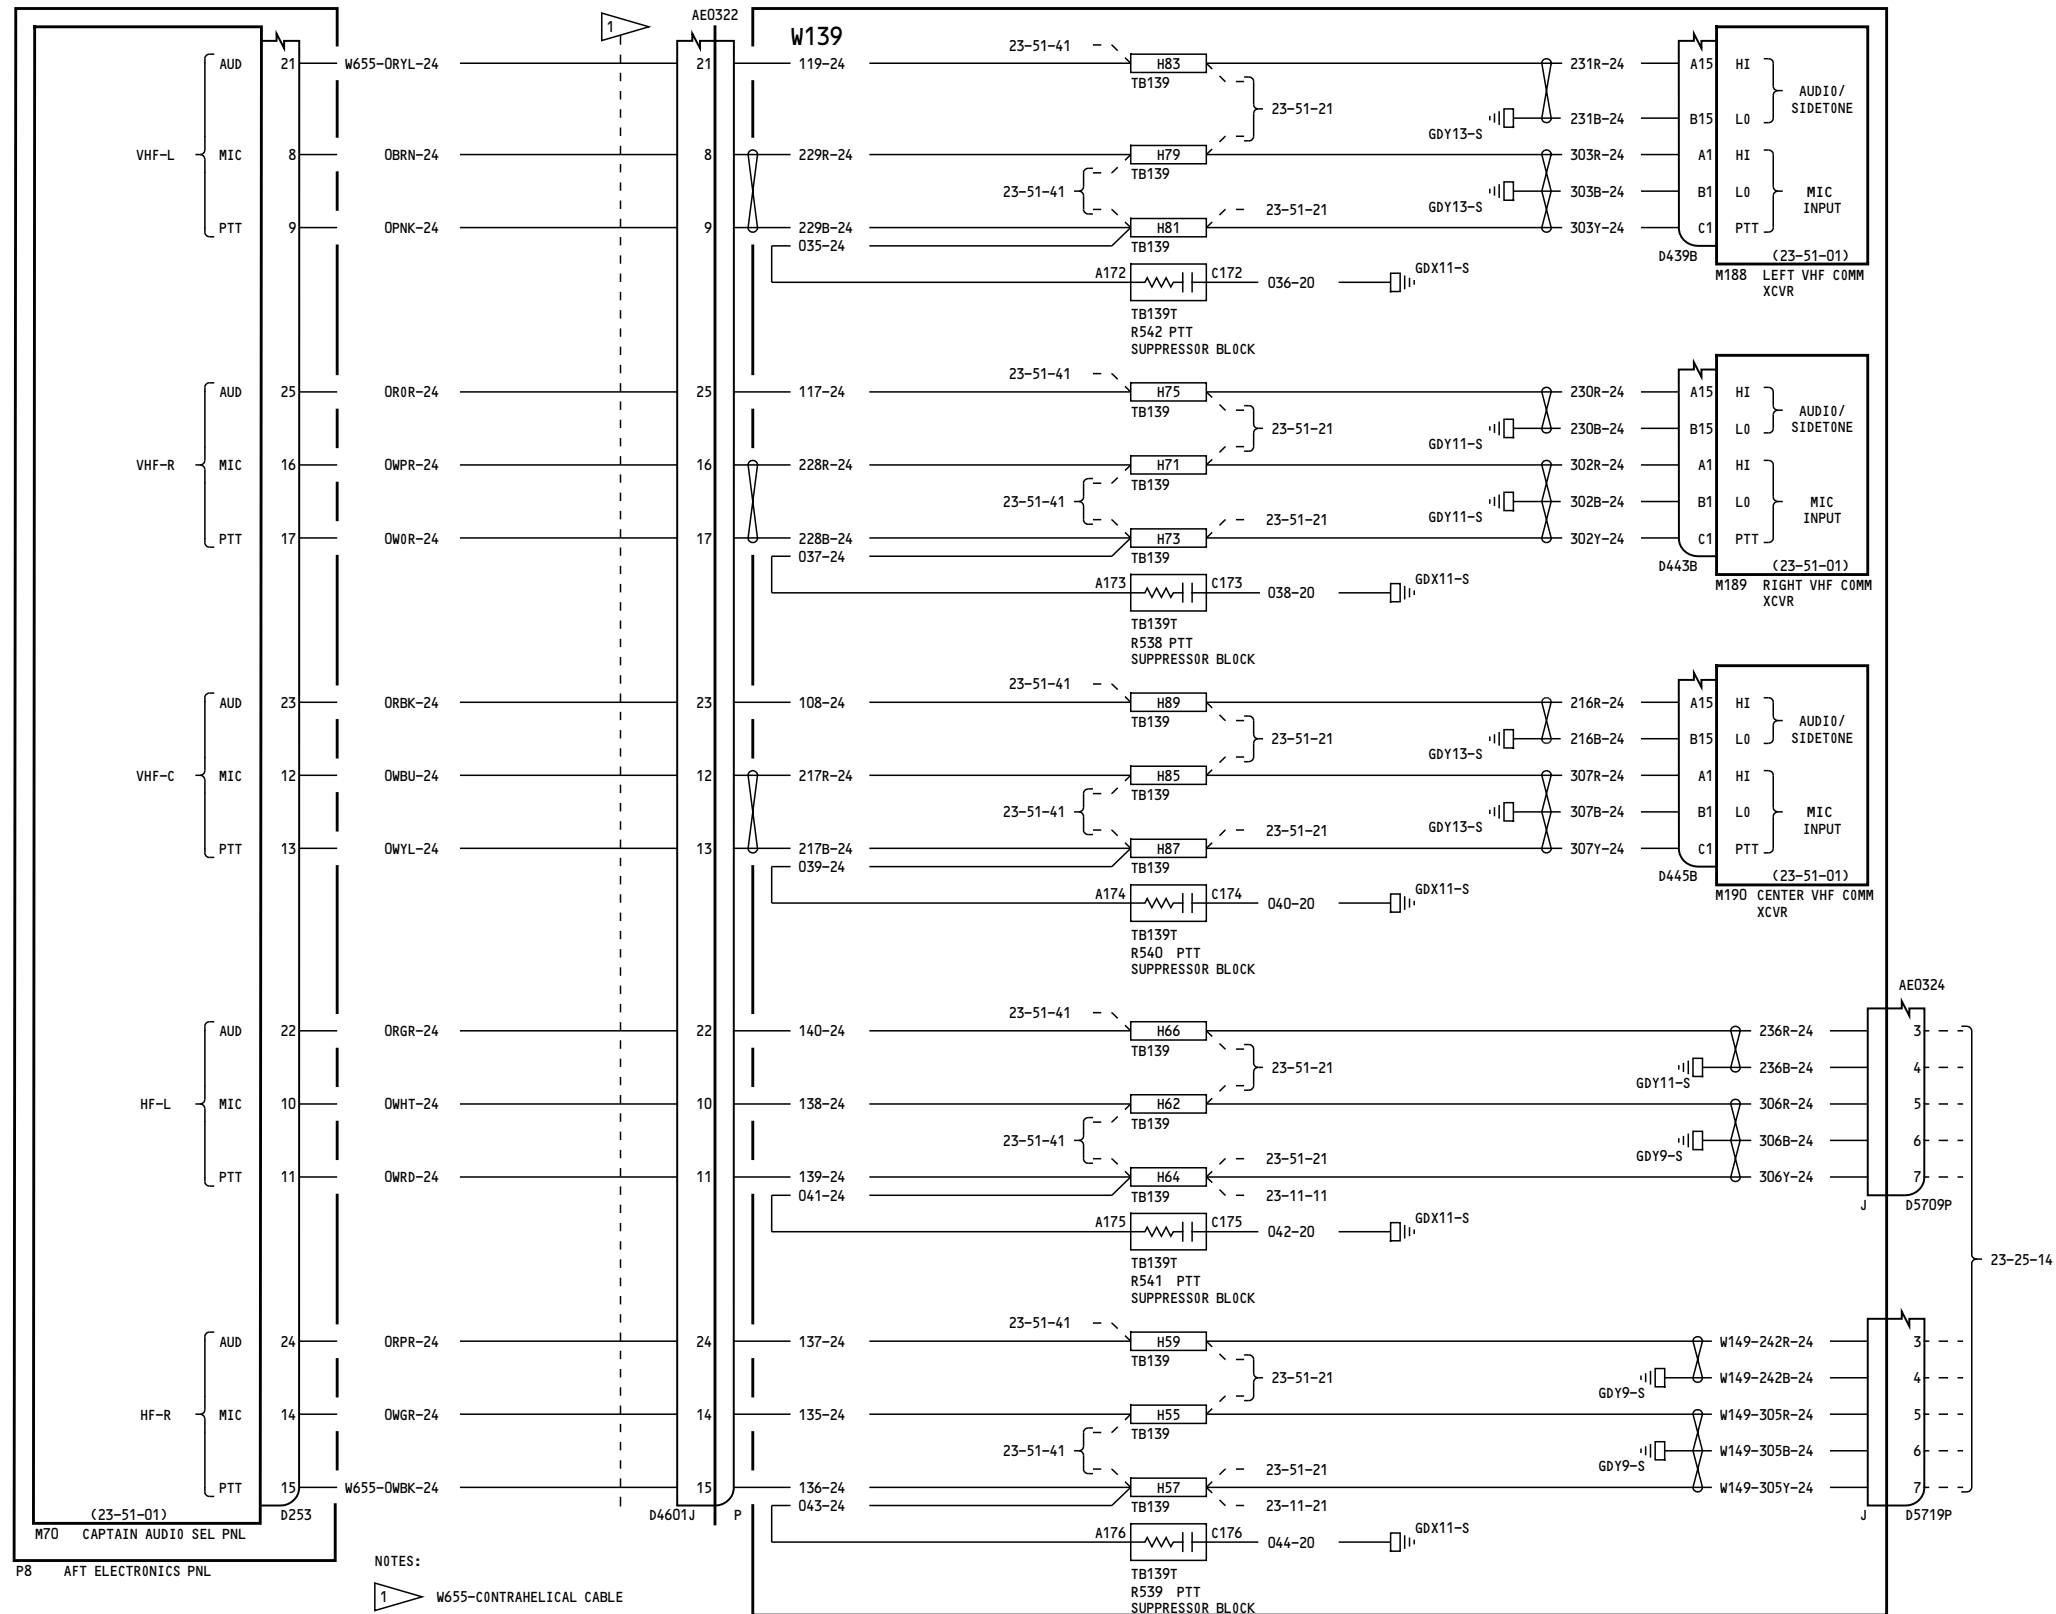 AE0322
1
W139
23-51-41
AUD 21 W655-0RYL-24 21 119-24 H83 231R-24 A15 HI
TB139
23-51-21
AUDIO/
SIDETONE
GDY13-S 231B-24 B15 LO
VHF-L MIC 8 0BRN-24 8 229R-24 H79 303R-24 A1 HI
TB139
23-51-41
GDY13-S 303B-24 B1 LO
MIC
INPUT
23-51-21
PTT 9 0PNK-24 9 229B-24 H81 303Y-24 C1 PTT
035-24 TB139
D439B (23-51-01)
M188 LEFT VHF COMM
XCVR
A172 C172 036-20 GDX11-S
TB139T
R542 PTT
SUPPRESSOR BLOCK
23-51-41
AUD 25 0ROR-24 25 117-24 H75 230R-24 A15 HI
TB139
23-51-21
AUDIO/
SIDETONE
GDY11-S 230B-24 B15 LO
VHF-R MIC 16 0WPR-24 16 228R-24 H71 302R-24 A1 HI
TB139
23-51-41
GDY11-S 302B-24 B1 LO
MIC
INPUT
23-51-21
PTT 17 0WOR-24 17 228B-24 H73 302Y-24 C1 PTT
037-24 TB139
D443B (23-51-01)
M189 RIGHT VHF COMM
XCVR
A173 C173 038-20 GDX11-S
TB139T
R538 PTT
SUPPRESSOR BLOCK
23-51-41
AUD 23 0RBK-24 23 108-24 H89 216R-24 A15 HI
TB139
23-51-21
AUDIO/
SIDETONE
GDY13-S 216B-24 B15 LO
VHF-C MIC 12 0WBU-24 12 217R-24 H85 307R-24 A1 HI
TB139
23-51-41
GDY13-S 307B-24 B1 LO
MIC
INPUT
23-51-21
PTT 13 0WYL-24 13 217B-24 H87 307Y-24 C1 PTT
039-24 TB139
D445B (23-51-01)
M190 CENTER VHF COMM
XCVR
A174 C174 040-20 GDX11-S
TB139T
R540 PTT
SUPPRESSOR BLOCK
AE0324
23-51-41
AUD 22 0RGR-24 22 140-24 H66 236R-24 3
TB139
23-51-21
GDY11-S 236B-24 4
HF-L MIC 10 0WHT-24 10 138-24 H62 306R-24 5
TB139
23-51-41
GDY9-S 306B-24 6
23-51-21
PTT 11 0WRD-24 11 139-24 H64 306Y-24 7
041-24 TB139 23-11-11
J D5709P
A175 C175 042-20 GDX11-S
23-25-14
TB139T
R541 PTT
SUPPRESSOR BLOCK
23-51-41
AUD 24 0RPR-24 24 137-24 H59 W149-242R-24 3
TB139
23-51-21
GDY9-S W149-242B-24 4
HF-R MIC 14 0WGR-24 14 135-24 H55 W149-305R-24 5
TB139
23-51-41
GDY9-S W149-305B-24 6
23-51-21
PTT 15 W655-0WBK-24 15 136-24 H57 W149-305Y-24 7
043-24 TB139 23-11-21
(23-51-01) D253 D4601J P J D5719P
M70 CAPTAIN AUDIO SEL PNL
A176 C176 044-20 GDX11-S
P8 AFT ELECTRONICS PNL
NOTES:
1 W655-CONTRAHELICAL CABLE
TB139T
R539 PTT
SUPPRESSOR BLOCK